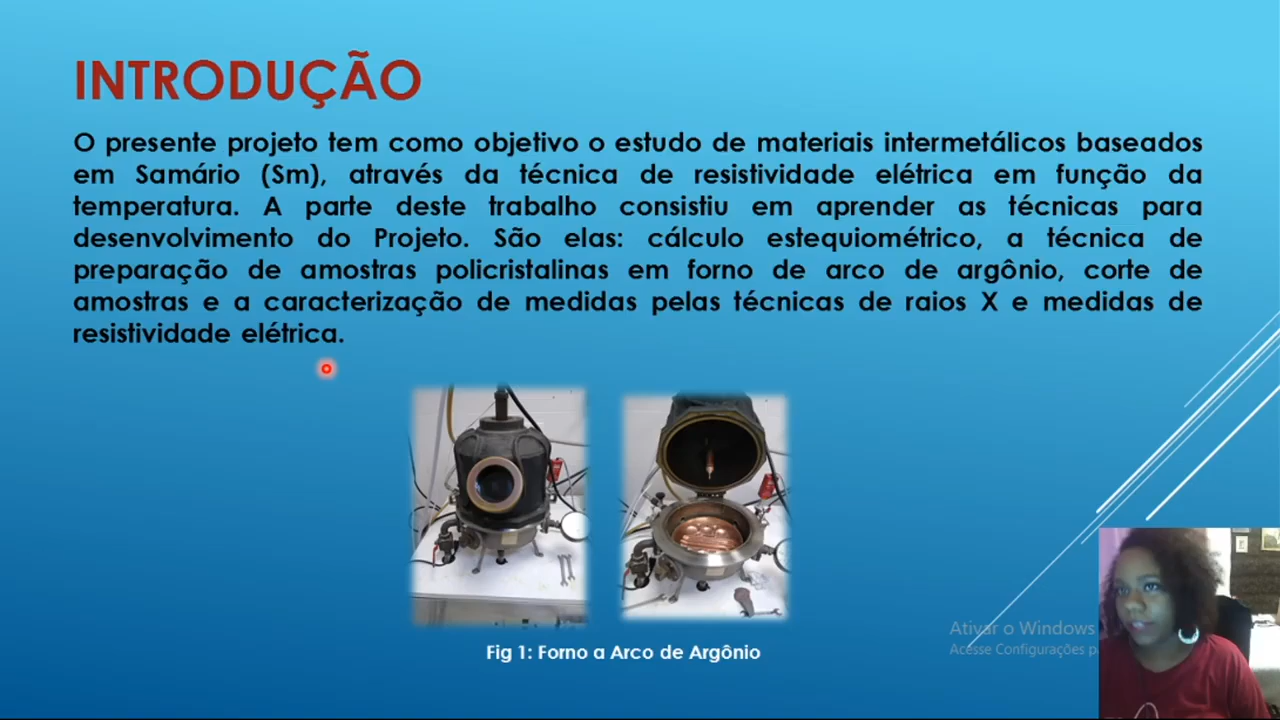 INTRODUÇÃO
O presente projeto tem como objetivo o estudo de materiais intermetálicos baseados
em Samário (Sm), através da técnica de resistividade elétrica em função da
temperatura. A parte deste trabalho consistiu em aprender as técnicas para
desenvolvimento do Projeto. São elas: cálculo estequiométrico, a técnica de
preparação de amostras policristalinas em forno de arco de argônio, corte de
amostras e a caracterização de medidas pelas técnicas de raios X e medidas de
resistividade elétrica.
Fig 1: Forno a Arco de Argônio
Ativar o Windows
Acesse Configurações